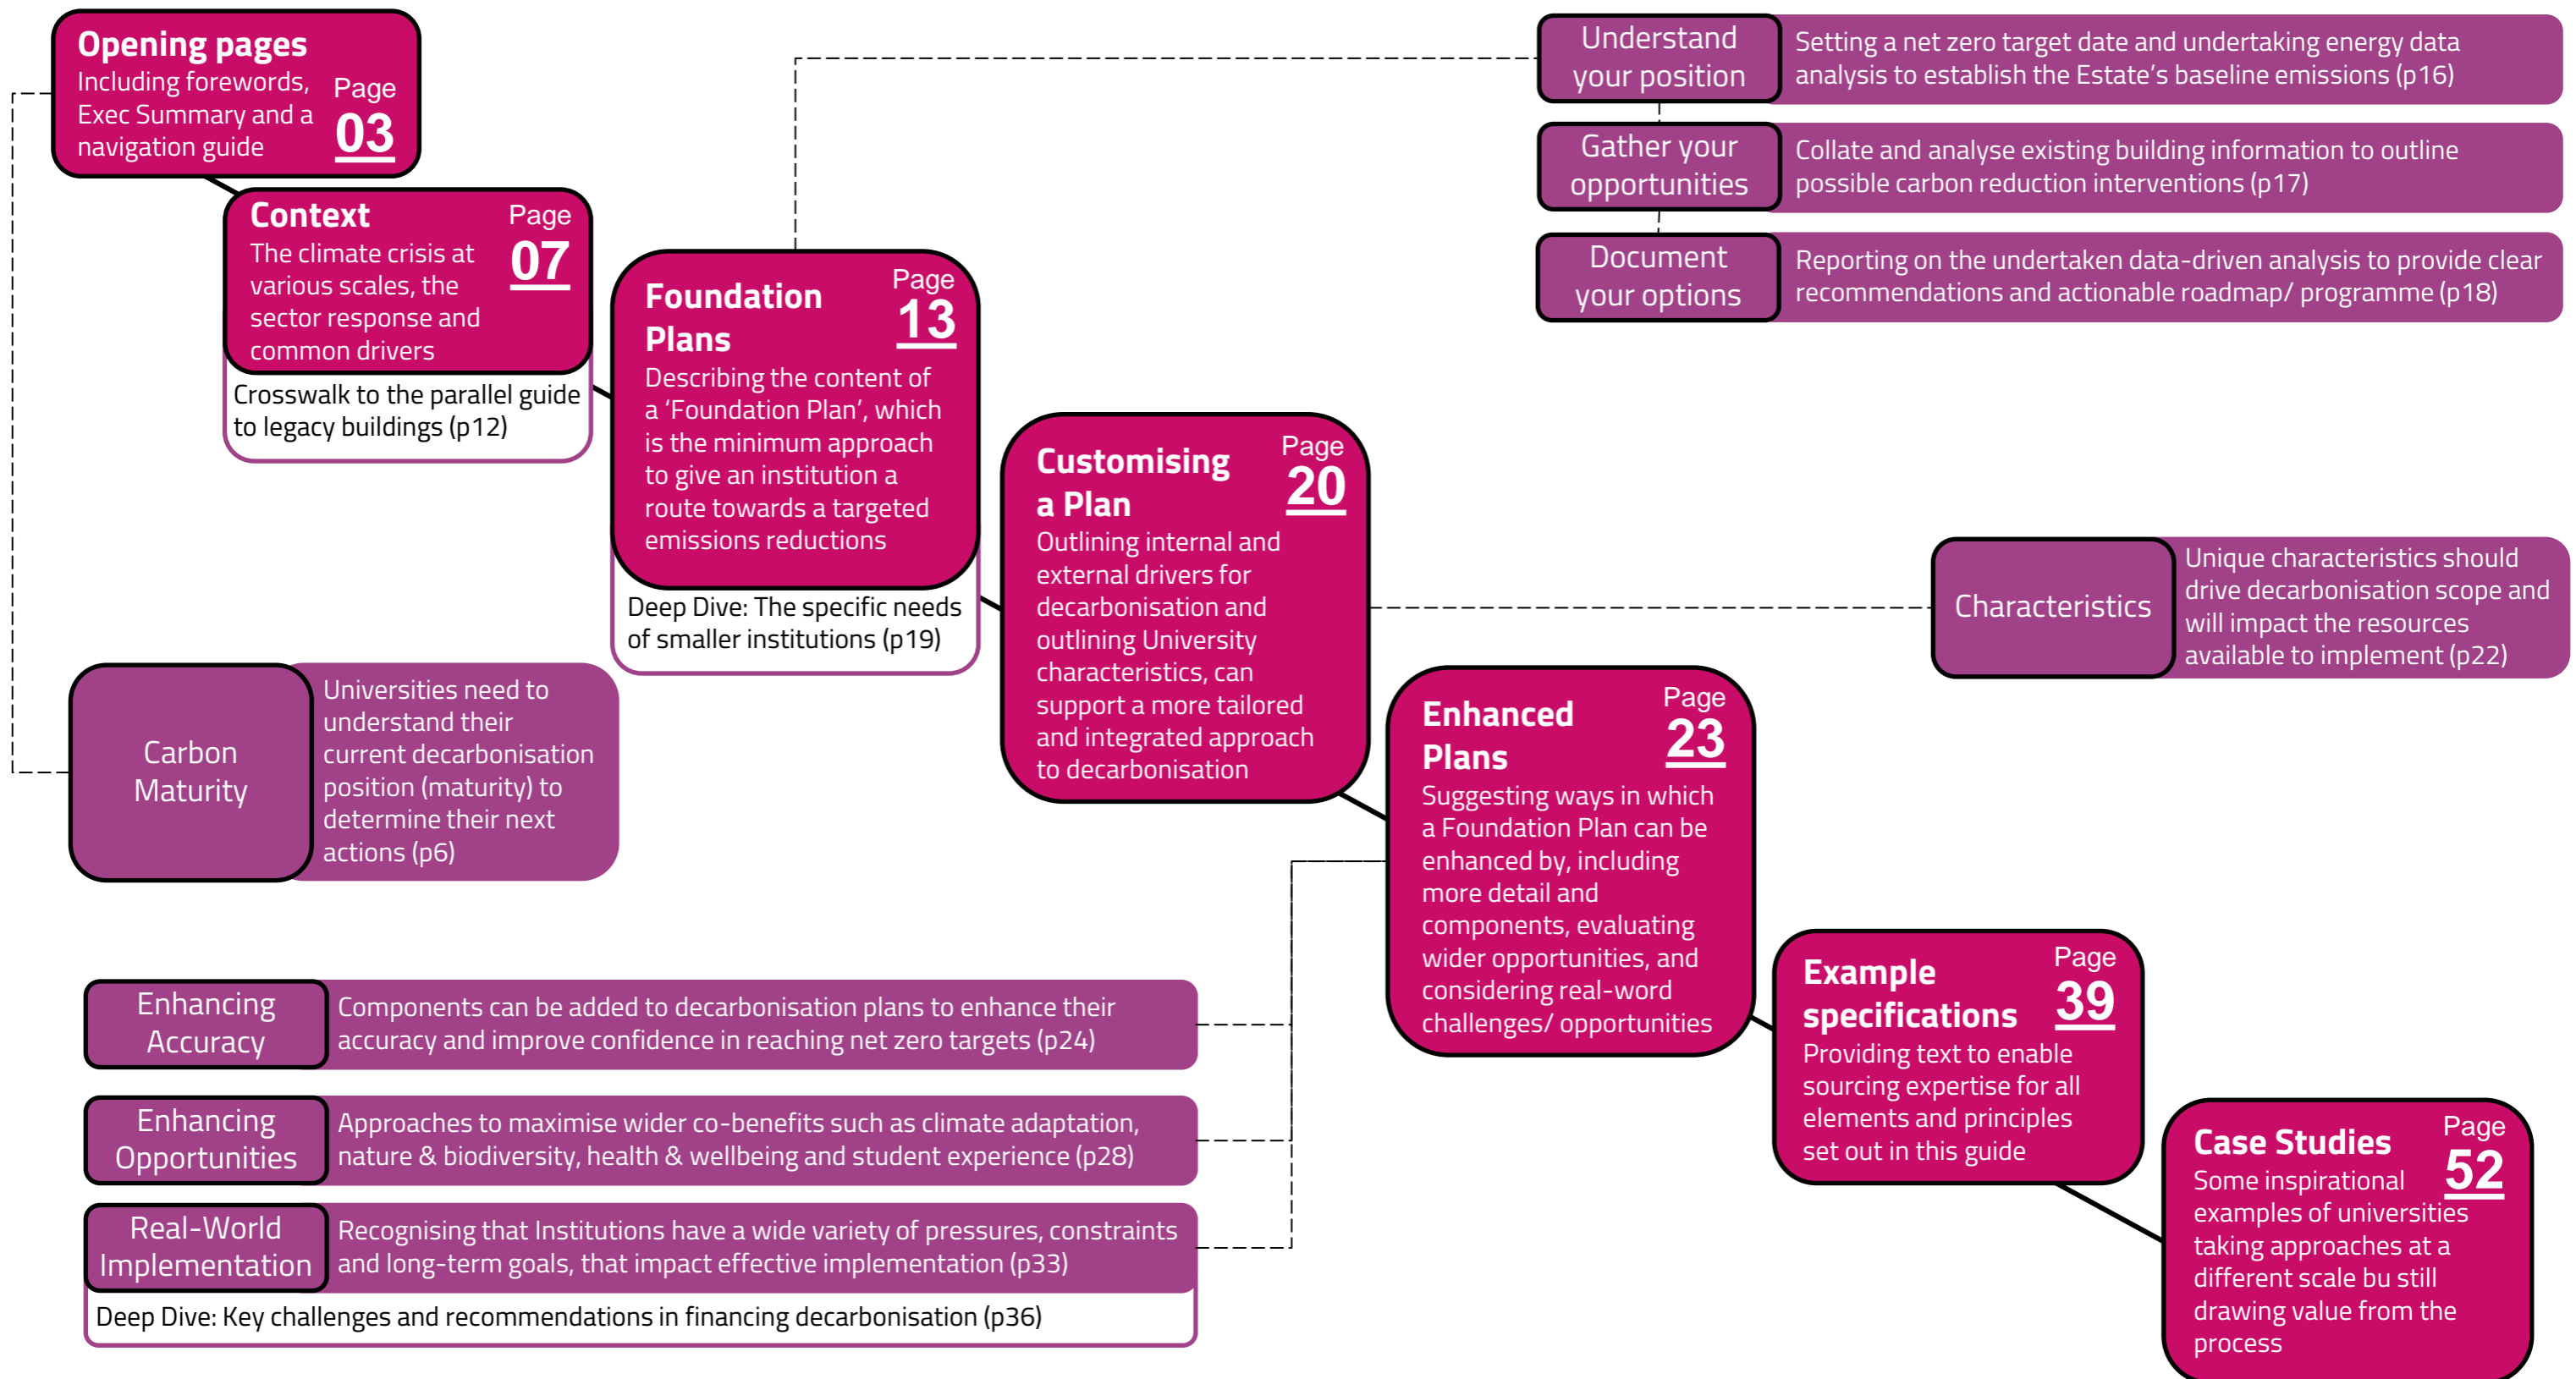 Opening pages
Including forewords,
Exec Summary and a
navigation guide
Page
03
Context
The climate crisis at
various scales, the
sector response and
common drivers
Page
07
Crosswalk to the parallel guide
to legacy buildings (p12)
Foundation
Plans
Page
13
Describing the content of
a ‘Foundation Plan’, which
is the minimum approach
to give an institution a
route towards a targeted
emissions reductions
Deep Dive: The specific needs
of smaller institutions (p19)
Understand
your position
Setting a net zero target date and undertaking energy data
analysis to establish the Estate’s baseline emissions (p16)
Gather your
opportunities
Collate and analyse existing building information to outline
possible carbon reduction interventions (p17)
Document
your options
Reporting on the undertaken data-driven analysis to provide clear
recommendations and actionable roadmap/ programme (p18)
Customising
a Plan
Page
20
Outlining internal and
external drivers for
decarbonisation and
outlining University
characteristics, can
support a more tailored
and integrated approach
to decarbonisation
Characteristics
Unique characteristics should
drive decarbonisation scope and
will impact the resources
available to implement (p22)
Carbon
Maturity
Universities need to
understand their
current decarbonisation
position (maturity) to
determine their next
actions (p6)
Enhanced
Plans
Page
23
Suggesting ways in which
a Foundation Plan can be
enhanced by, including
more detail and
components, evaluating
wider opportunities, and
considering real-word
challenges/ opportunities
Enhancing
Accuracy
Components can be added to decarbonisation plans to enhance their
accuracy and improve confidence in reaching net zero targets (p24)
Enhancing
Opportunities
Approaches to maximise wider co-benefits such as climate adaptation,
nature & biodiversity, health & wellbeing and student experience (p28)
Real-World
Implementation
Recognising that Institutions have a wide variety of pressures, constraints
and long-term goals, that impact effective implementation (p33)
Deep Dive: Key challenges and recommendations in financing decarbonisation (p36)
Example
specifications
Page
39
Providing text to enable
sourcing expertise for all
elements and principles
set out in this guide
Case Studies
Page
52
Some inspirational
examples of universities
taking approaches at a
different scale bu still
drawing value from the
process